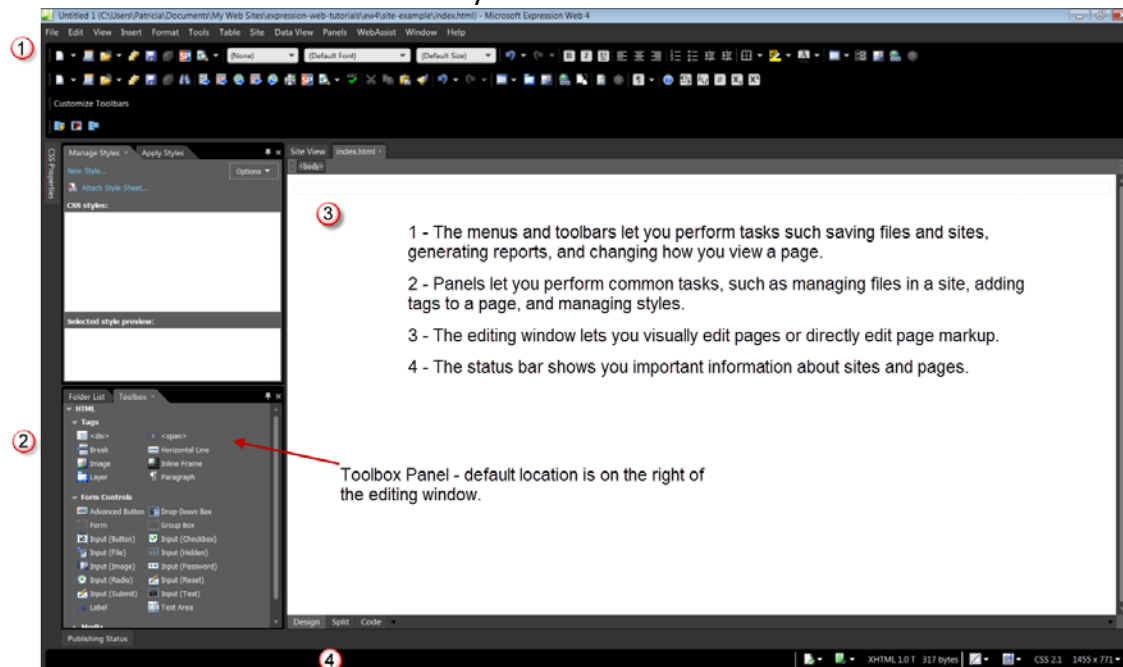 Untitled 1 (C:\Users\Patricia\Documents\My Web Sites\expression-web-tutorials\ew4\site-example\index.html) - Microsoft Expression Web 4
File Edit View Insert Format Tools Table Site Data View Panels WebAssist Window Help
1
(None) (Default Font) (Default Size)
Customize Toolbars
CSS Properties
Manage Styles Apply Styles
New Style... Options
Attach Style Sheet...
CSS styles:
Selected style preview:
Site View index.html
<body>
3
1 - The menus and toolbars let you perform tasks such saving files and sites,
generating reports, and changing how you view a page.
2 - Panels let you perform common tasks, such as managing files in a site, adding
tags to a page, and managing styles.
3 - The editing window lets you visually edit pages or directly edit page markup.
4 - The status bar shows you important information about sites and pages.
Folder List Toolbox
HTML
Tags
2
<div> <span>
Break Horizontal Line
Image Inline Frame
Layer Paragraph
Form Controls
Advanced Button Drop-Down Box
Form Group Box
Input (Button) Input (Checkbox)
Input (File) Input (Hidden)
Input (Image) Input (Password)
Input (Radio) Input (Reset)
Input (Submit) Input (Text)
Label Text Area
Toolbox Panel - default location is on the right of
the editing window.
Design Split Code
Publishing Status
4
XHTML 1.0 T 317 bytes CSS 2.1 1455 x 771